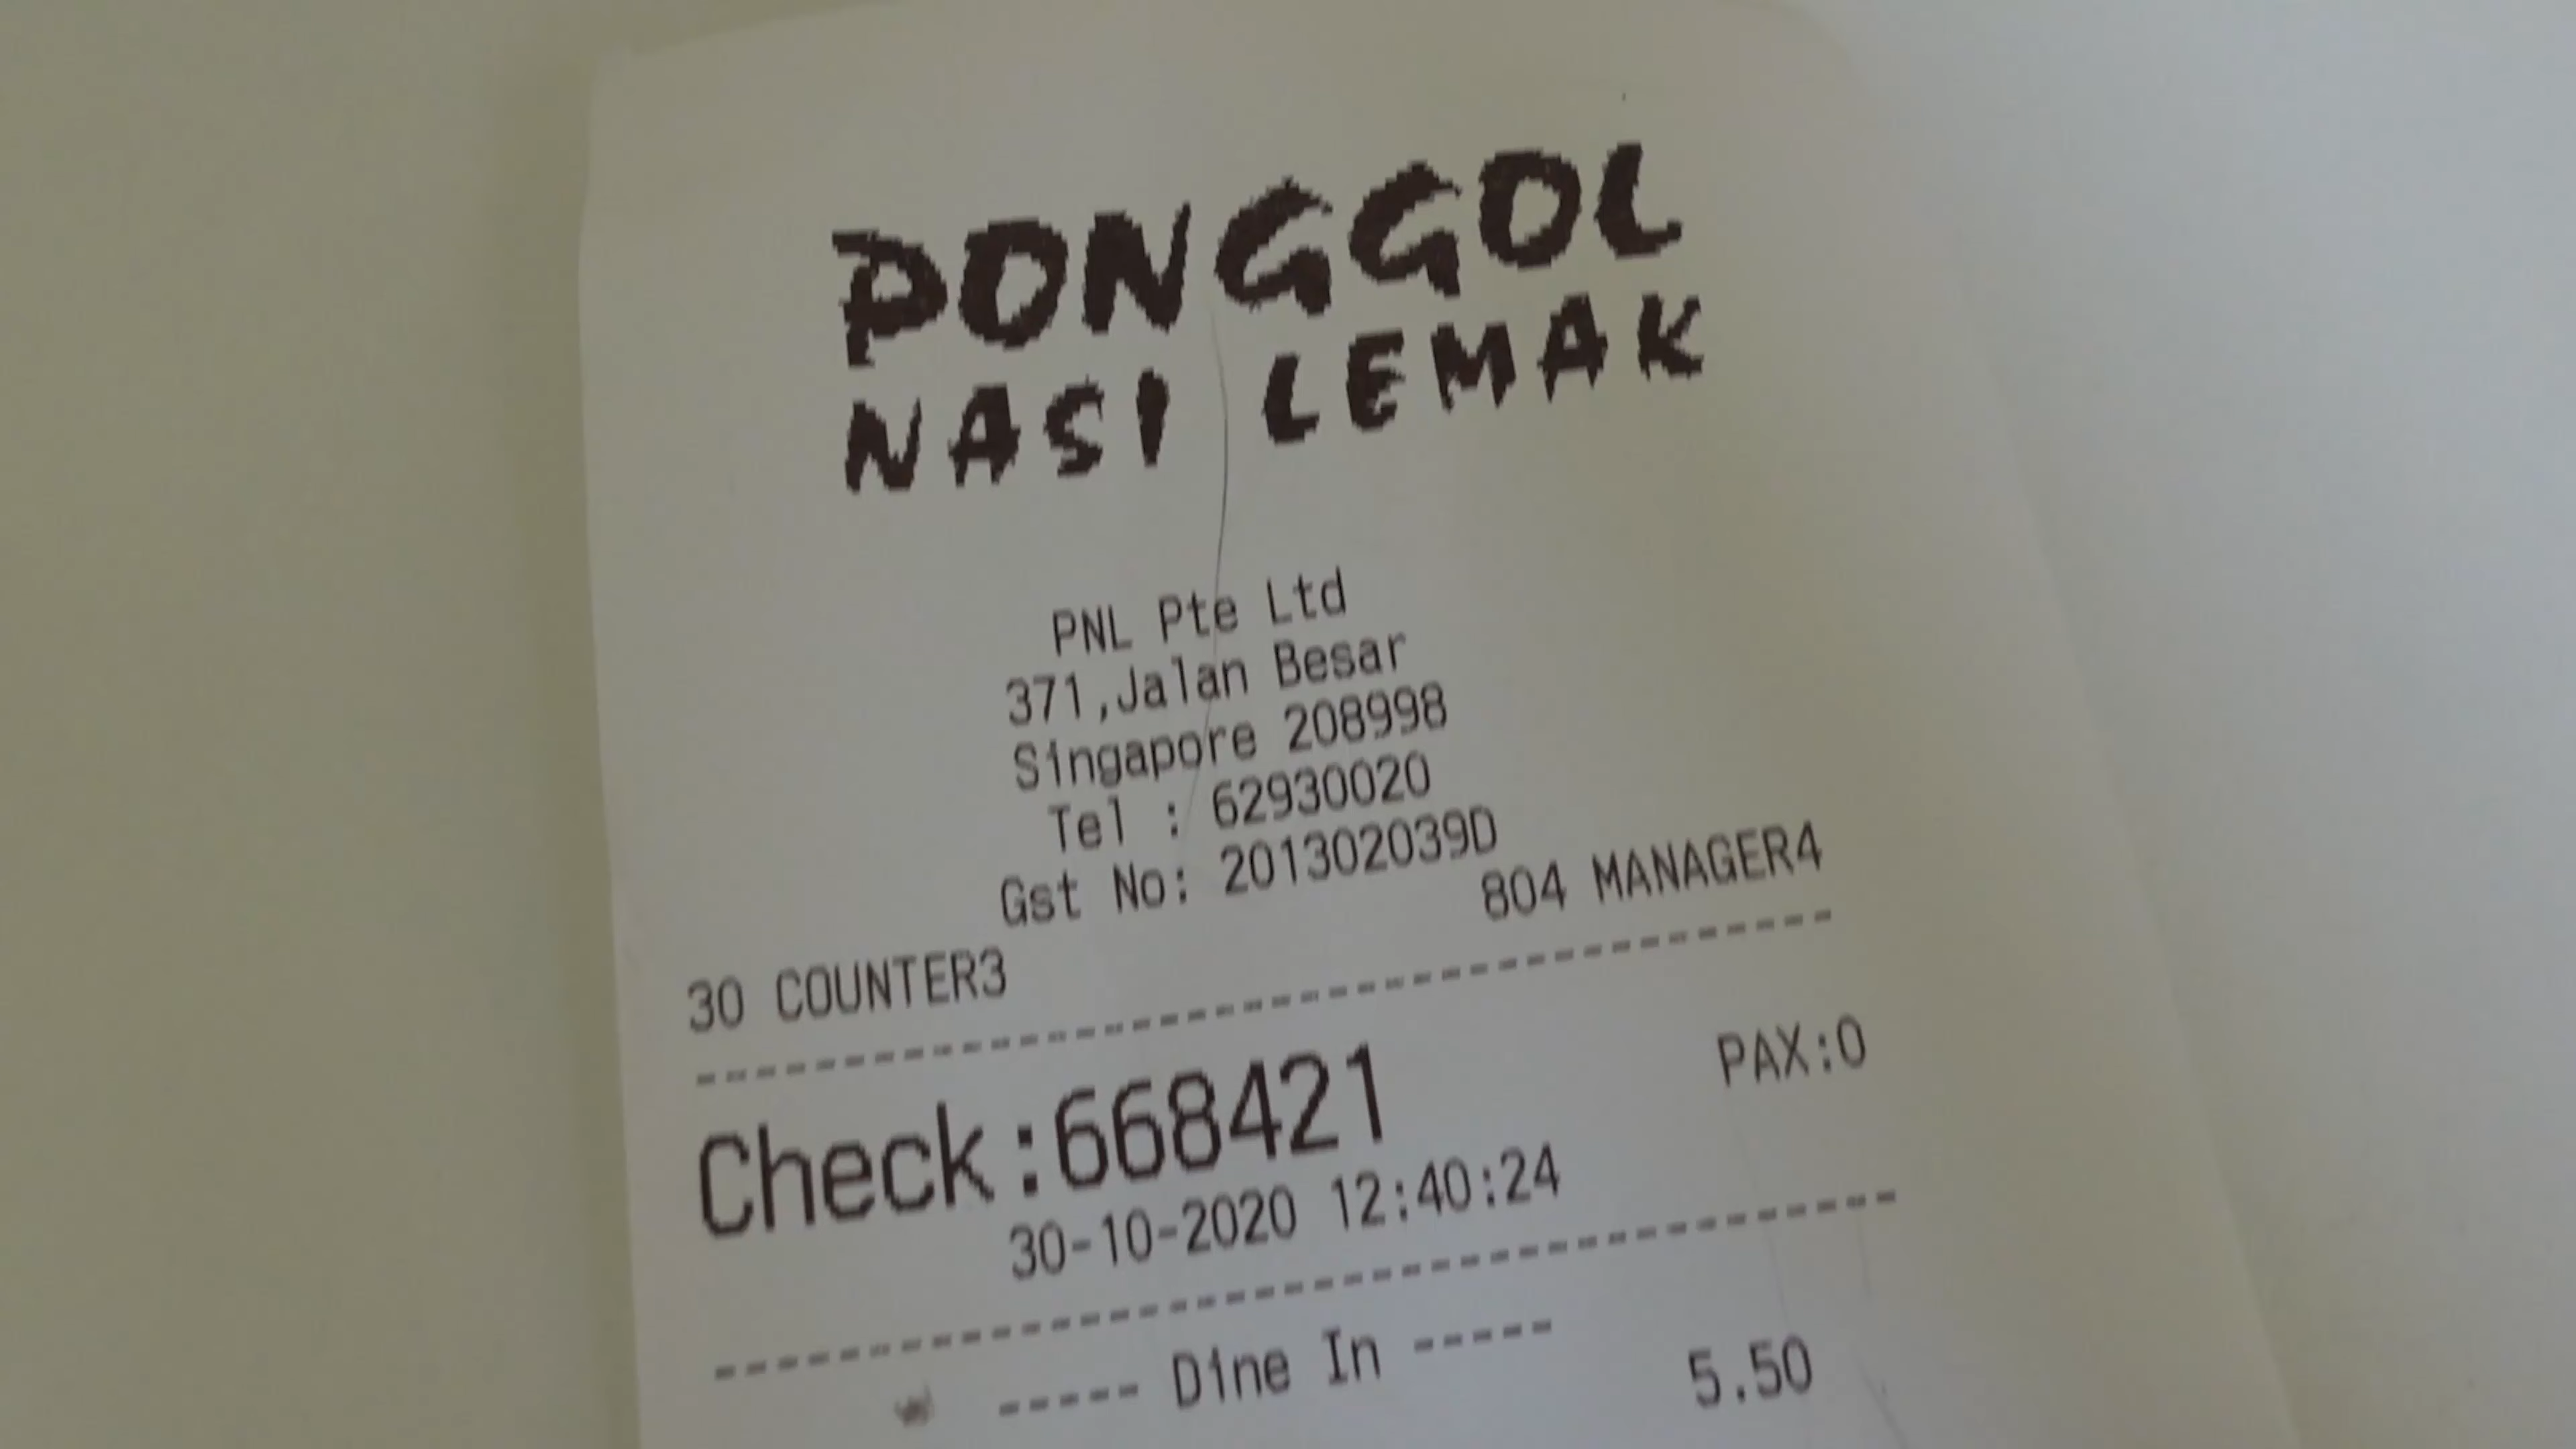 PONGGOL
NASI LEMAK
PNL Pte Ltd
371,Jalan Besar
Singapore 208998
Tel : 62930020
Gst No: 201302039D
30 COUNTER3 804 MANAGER4
Check:668421 PAX:0
30-10-2020 12:40:24
----- Dine In -----
5.50